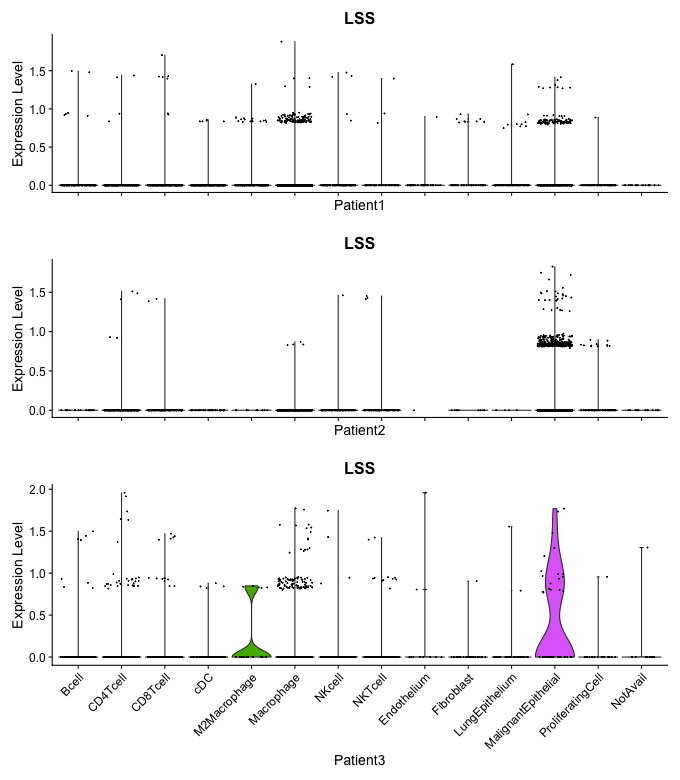 LSS
Expression Level
1.5
1.0
0.5
0.0
Patient1
LSS
Expression Level
1.5
1.0
0.5
0.0
Patient2
LSS
Expression Level
2.0
1.5
1.0
0.5
0.0
Bcell
CD4Tcell
CD8Tcell
cDC
M2Macrophage
Macrophage
NKcell
NKTcell
Endothelium
Fibroblast
LungEpithelium
MalignantEpithelial
ProliferatingCell
NotAvail
Patient3